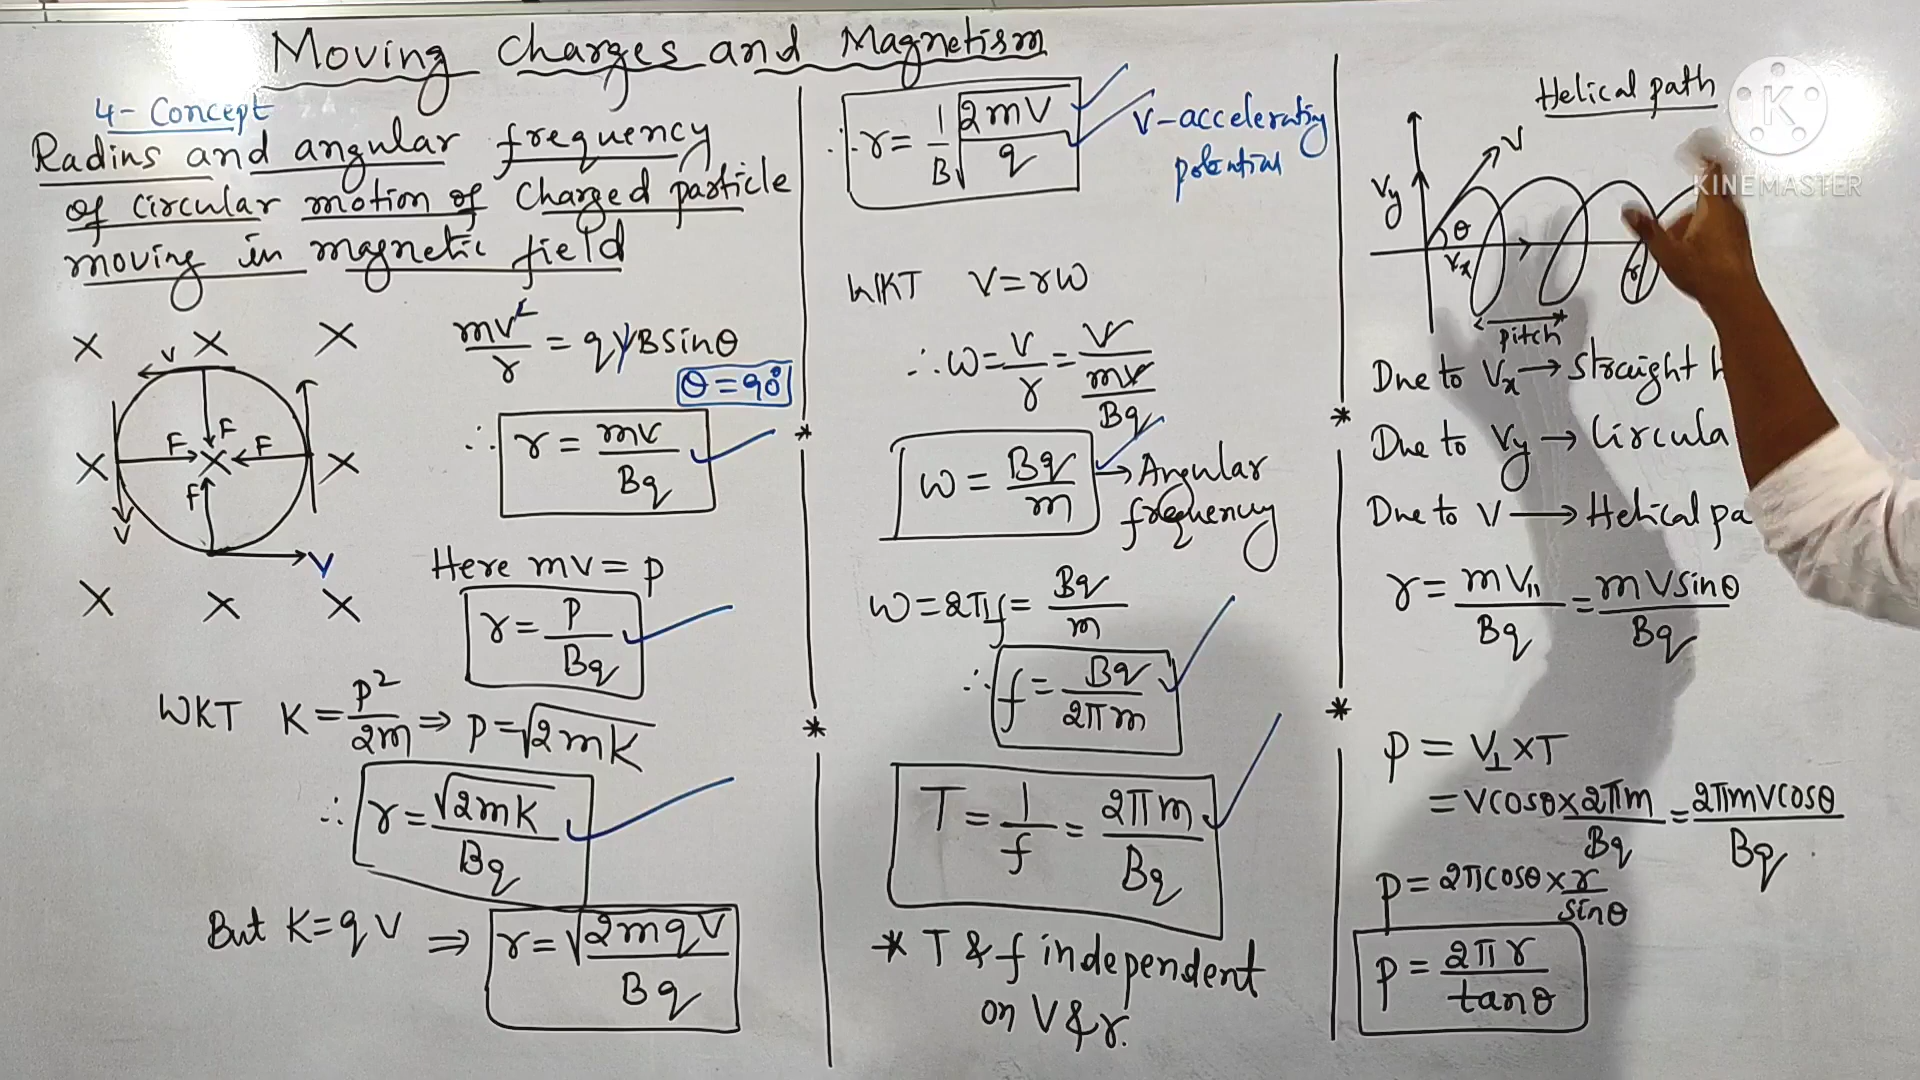 Moving Charges and Magnetism
4- Concept
Radius and angular frequency
of circular motion of charged particle
moving in magnetic field
× × ×
V
F F
× F × F ×
F
V
V
× × ×
mv²/r = qvB sinθ
θ = 90°
∴ r = mv/Bq
Here mv = p
r = p/Bq
WKT K = p²/2m ⇒ p = √2mK
∴ r = √2mK/Bq
But K = qV ⇒ r = √2mqV/Bq
∴ r = 1/B √2mV/q
V - accelerating
potential
WKT V = rω
∴ ω = V/r = V/(mv/Bq)
ω = Bq/m → Angular
frequency
ω = 2πf = Bq/m
∴ f = Bq/2πm
T = 1/f = 2πm/Bq
* T & f independent
on V & r.
Helical path
KINEMASTER
V
Vy
θ
Vx
r
pitch
Due to Vx → Straight
Due to Vy → Circula
Due to V → Helical pa
r = mV∥/Bq = mVsinθ/Bq
P = V⊥ × T
= Vcosθ × 2πm/Bq = 2πmVcosθ/Bq
P = 2πcosθ × r/sinθ
P = 2πr/tanθ